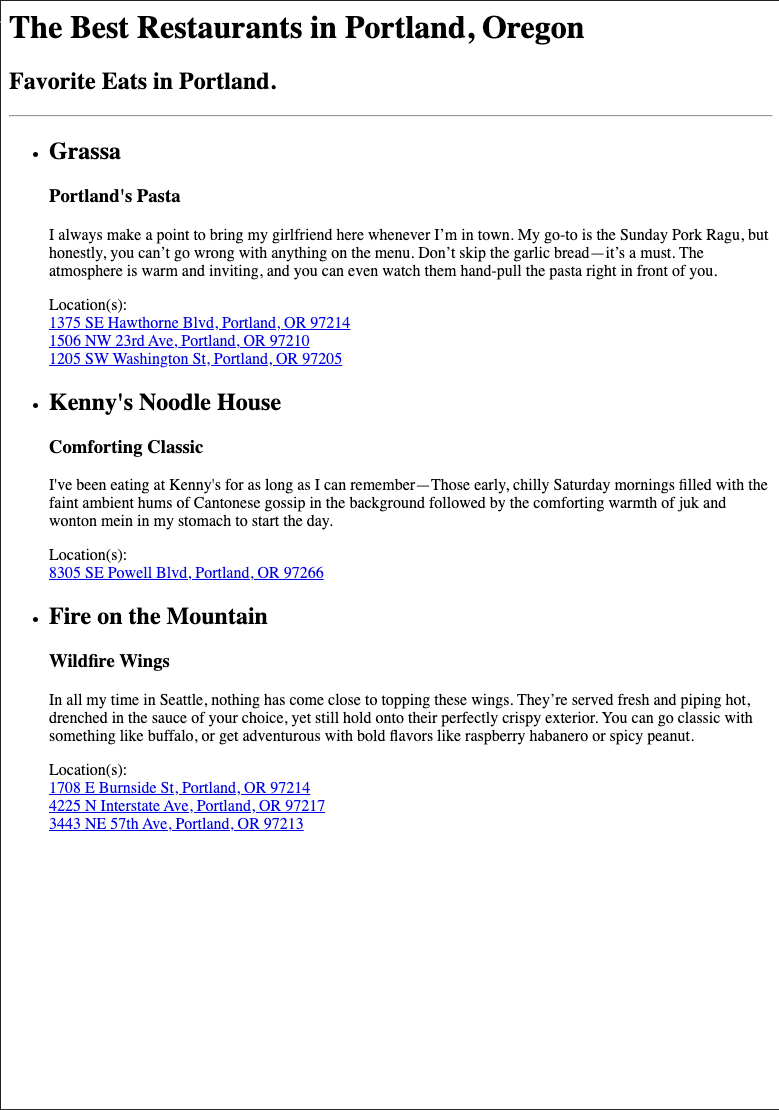 The Best Restaurants in Portland, Oregon
Favorite Eats in Portland.
Grassa
Portland's Pasta
I always make a point to bring my girlfriend here whenever I’m in town. My go-to is the Sunday Pork Ragu, but
honestly, you can’t go wrong with anything on the menu. Don’t skip the garlic bread—it’s a must. The
atmosphere is warm and inviting, and you can even watch them hand-pull the pasta right in front of you.
Location(s):
1375 SE Hawthorne Blvd, Portland, OR 97214
1506 NW 23rd Ave, Portland, OR 97210
1205 SW Washington St, Portland, OR 97205
Kenny's Noodle House
Comforting Classic
I've been eating at Kenny's for as long as I can remember—Those early, chilly Saturday mornings filled with the
faint ambient hums of Cantonese gossip in the background followed by the comforting warmth of juk and
wonton mein in my stomach to start the day.
Location(s):
8305 SE Powell Blvd, Portland, OR 97266
Fire on the Mountain
Wildfire Wings
In all my time in Seattle, nothing has come close to topping these wings. They’re served fresh and piping hot,
drenched in the sauce of your choice, yet still hold onto their perfectly crispy exterior. You can go classic with
something like buffalo, or get adventurous with bold flavors like raspberry habanero or spicy peanut.
Location(s):
1708 E Burnside St, Portland, OR 97214
4225 N Interstate Ave, Portland, OR 97217
3443 NE 57th Ave, Portland, OR 97213